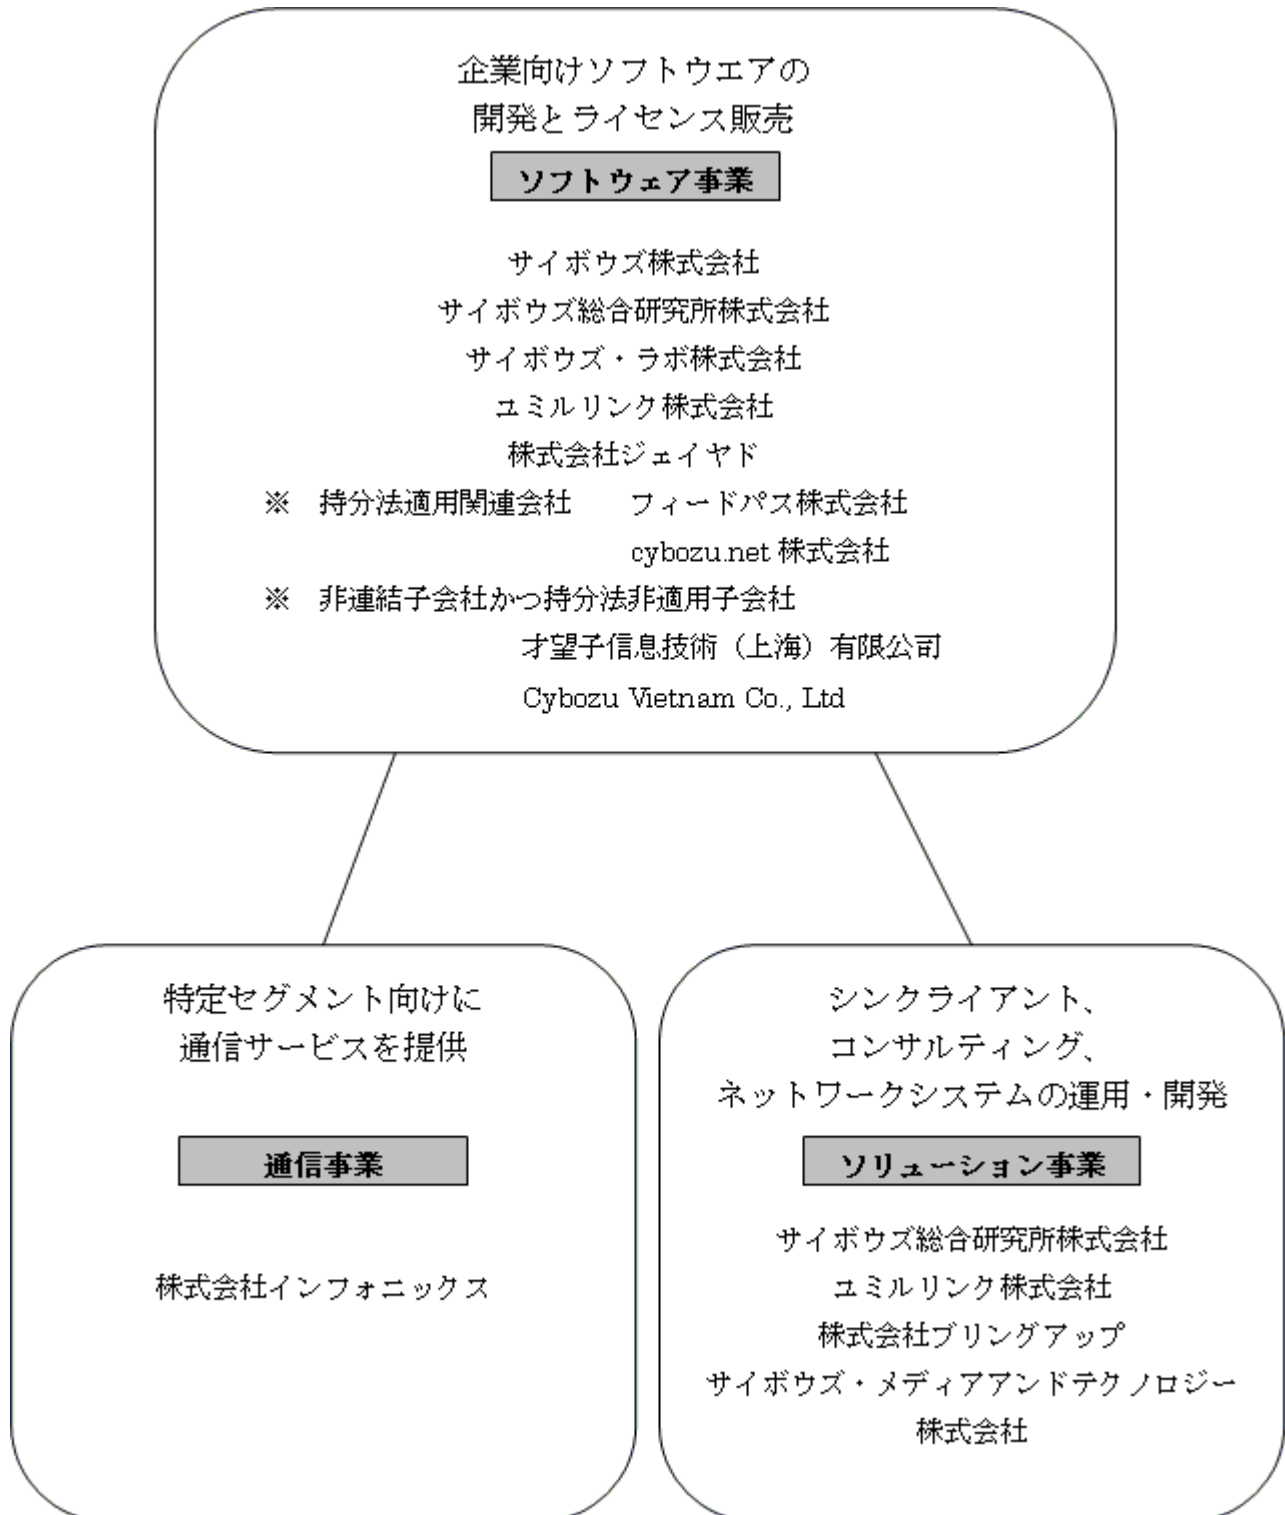 企業向けソフトウエアの
開発とライセンス販売
ソフトウェア事業
サイボウズ株式会社
サイボウズ総合研究所株式会社
サイボウズ・ラボ株式会社
ユミルリンク株式会社
株式会社ジェイヤド
※ 持分法適用関連会社 フィードパス株式会社
cybozu.net 株式会社
※ 非連結子会社かつ持分法非適用子会社
才望子信息技術（上海）有限公司
Cybozu Vietnam Co., Ltd
特定セグメント向けに
通信サービスを提供
通信事業
株式会社インフォニックス
シンクライアント、
コンサルティング、
ネットワークシステムの運用・開発
ソリューション事業
サイボウズ総合研究所株式会社
ユミルリンク株式会社
株式会社ブリングアップ
サイボウズ・メディアアンドテクノロジー
株式会社